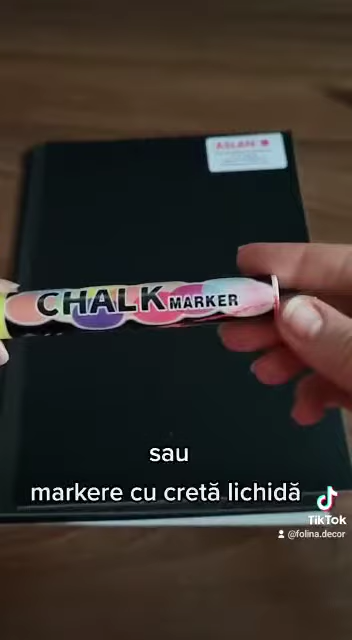 ASLAN
CHALK MARKER
sau
markere cu cretă lichidă
TikTok
@folina.decor